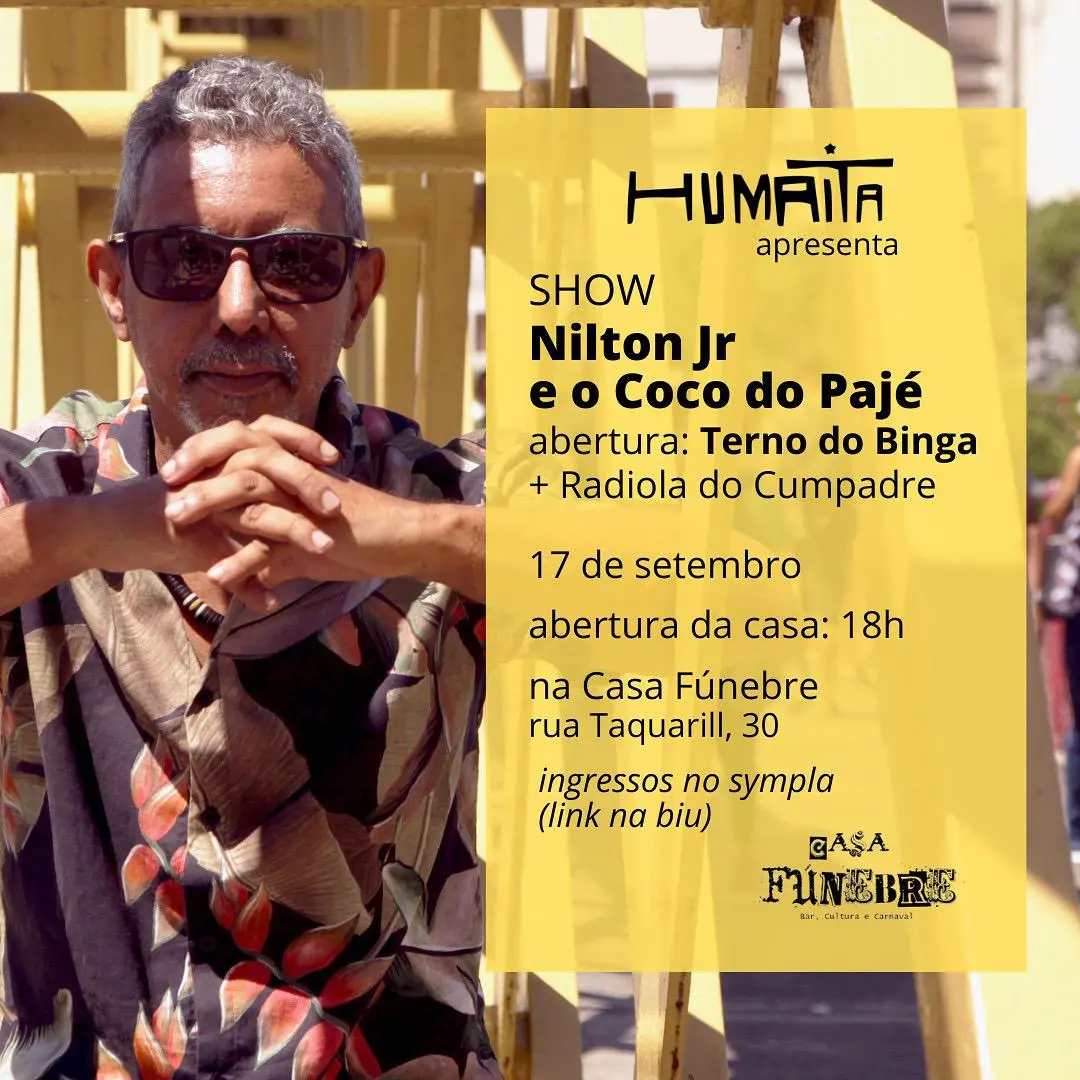 HUMAITA
apresenta
SHOW
Nilton Jr
e o Coco do Pajé
abertura: Terno do Binga
+ Radiola do Cumpadre
17 de setembro
abertura da casa: 18h
na Casa Fúnebre
rua Taquarill, 30
ingressos no sympla
(link na biu)
CASA
FÚNEBRE
Bar, Cultura e Carnaval